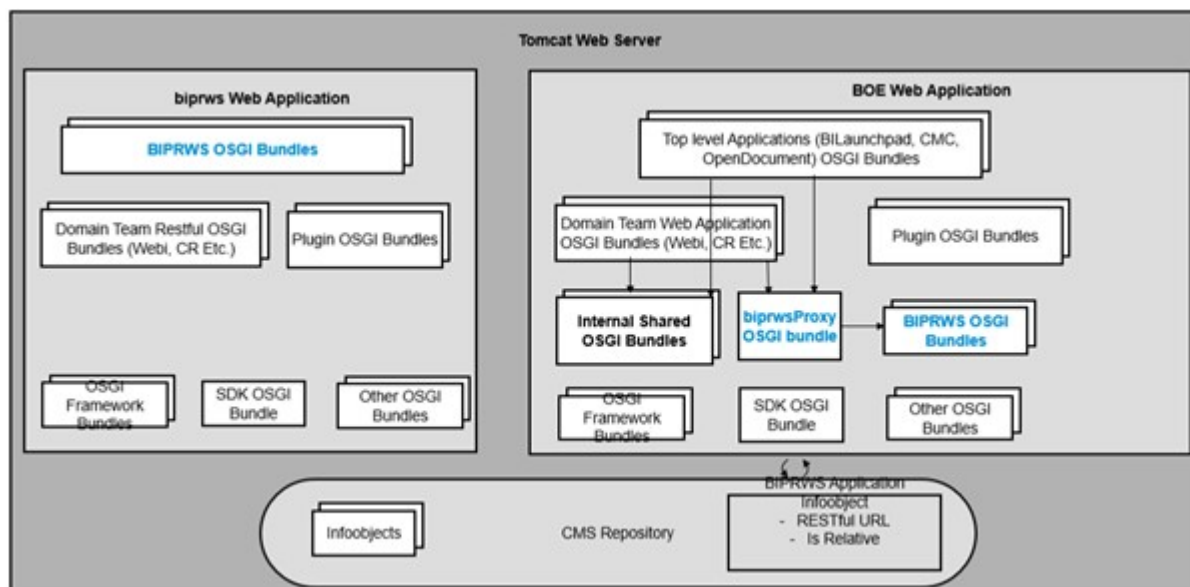 Tomcat Web Server
biprws Web Application
BIPRWS OSGI Bundles
Domain Team Restful OSGI
Bundles (Webi, CR Etc.)
Plugin OSGI Bundles
OSGI
Framework
Bundles
SDK OSGI
Bundle
Other OSGI
Bundles
BOE Web Application
Top level Applications (BILaunchpad, CMC,
OpenDocument) OSGI Bundles
Domain Team Web Application
OSGI Bundles (Webi, CR Etc.)
Plugin OSGI Bundles
Internal Shared
OSGI Bundles
biprwsProxy
OSGI bundle
BIPRWS OSGI
Bundles
OSGI
Framework
Bundles
SDK OSGI
Bundle
Other OSGI
Bundles
Infoobjects
CMS Repository
BIPRWS Application
Infoobject
- RESTful URL
- Is Relative